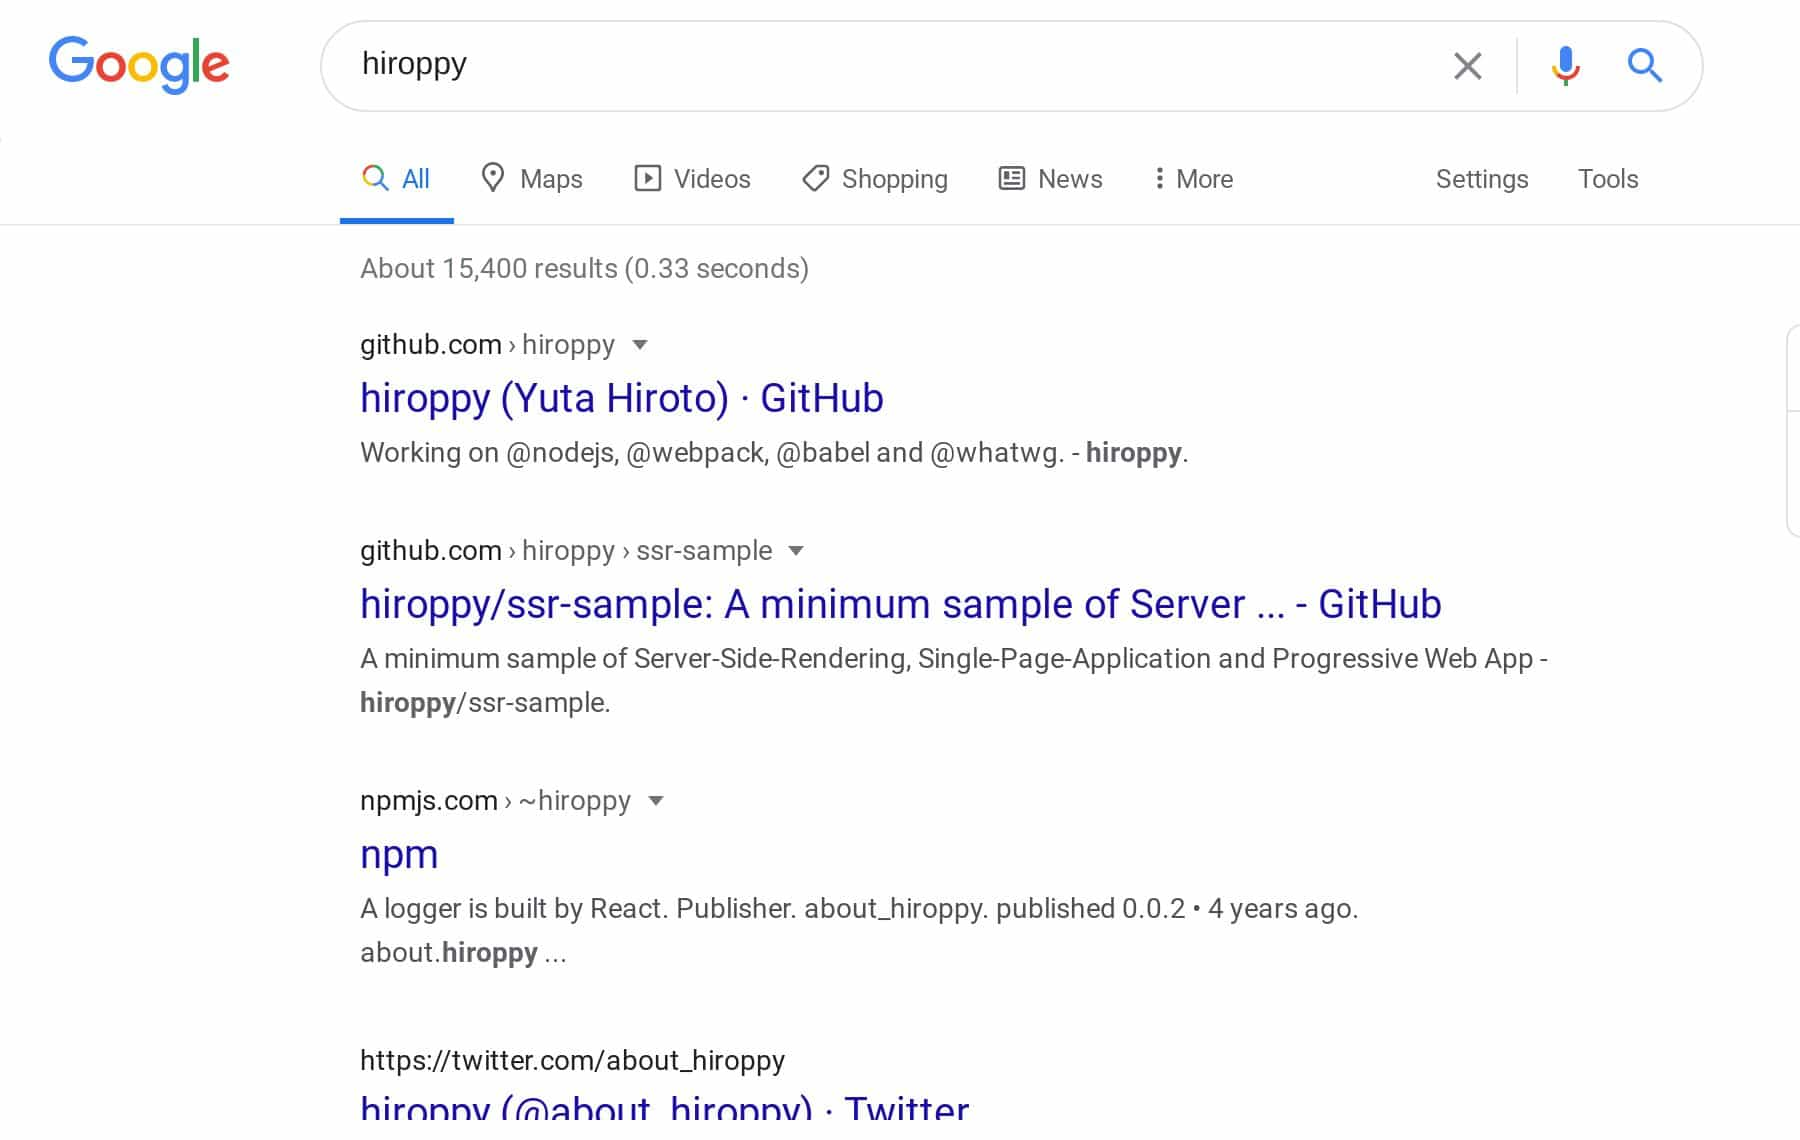 Google
hiroppy
All Maps Videos Shopping News More Settings Tools
About 15,400 results (0.33 seconds)
github.com › hiroppy
hiroppy (Yuta Hiroto) · GitHub
Working on @nodejs, @webpack, @babel and @whatwg. - hiroppy.
github.com › hiroppy › ssr-sample
hiroppy/ssr-sample: A minimum sample of Server ... - GitHub
A minimum sample of Server-Side-Rendering, Single-Page-Application and Progressive Web App -
hiroppy/ssr-sample.
npmjs.com › ~hiroppy
npm
A logger is built by React. Publisher. about_hiroppy. published 0.0.2 • 4 years ago.
about.hiroppy ...
https://twitter.com/about_hiroppy
hiroppy (@about_hiroppy) · Twitter